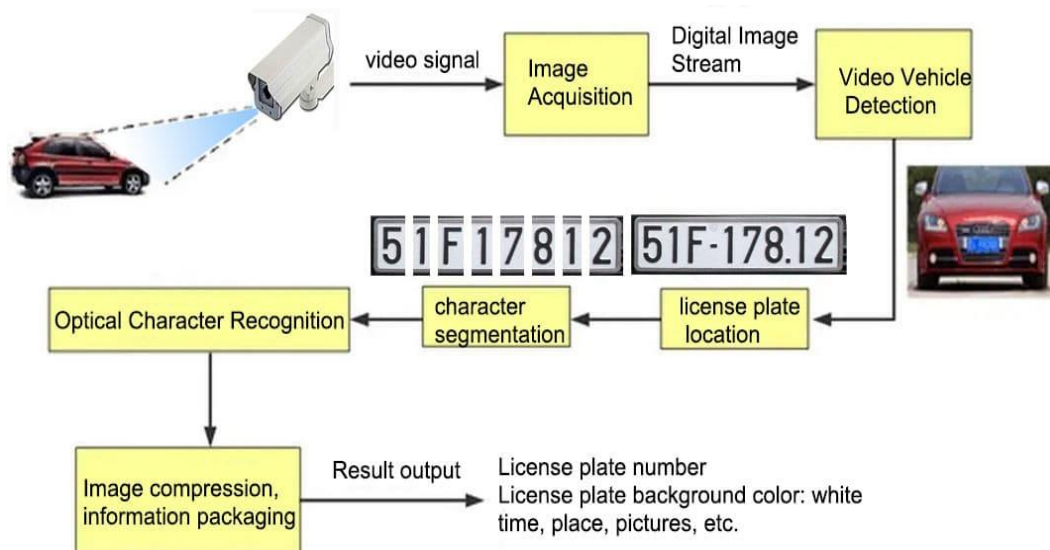 video signal
Image
Acquisition
Digital Image
Stream
Video Vehicle
Detection
51F17812
51F-178.12
Optical Character Recognition
character
segmentation
license plate
location
Image compression,
information packaging
Result output
License plate number
License plate background color: white
time, place, pictures, etc.